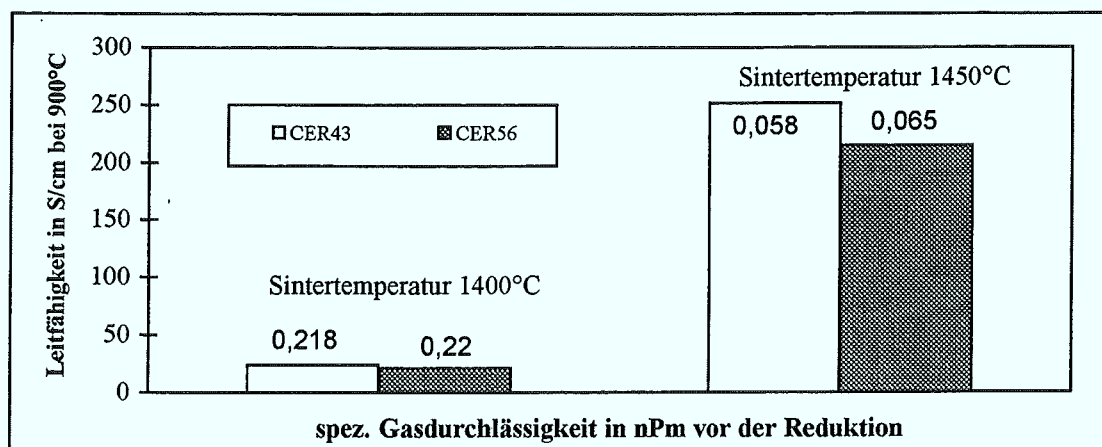 Leitfähigkeit in S/cm bei 900°C
300
250
200
150
100
50
0
CER43 CER56
Sintertemperatur 1450°C
0,058 0,065
Sintertemperatur 1400°C
0,218 0,22
spez. Gasdurchlässigkeit in nPm vor der Reduktion